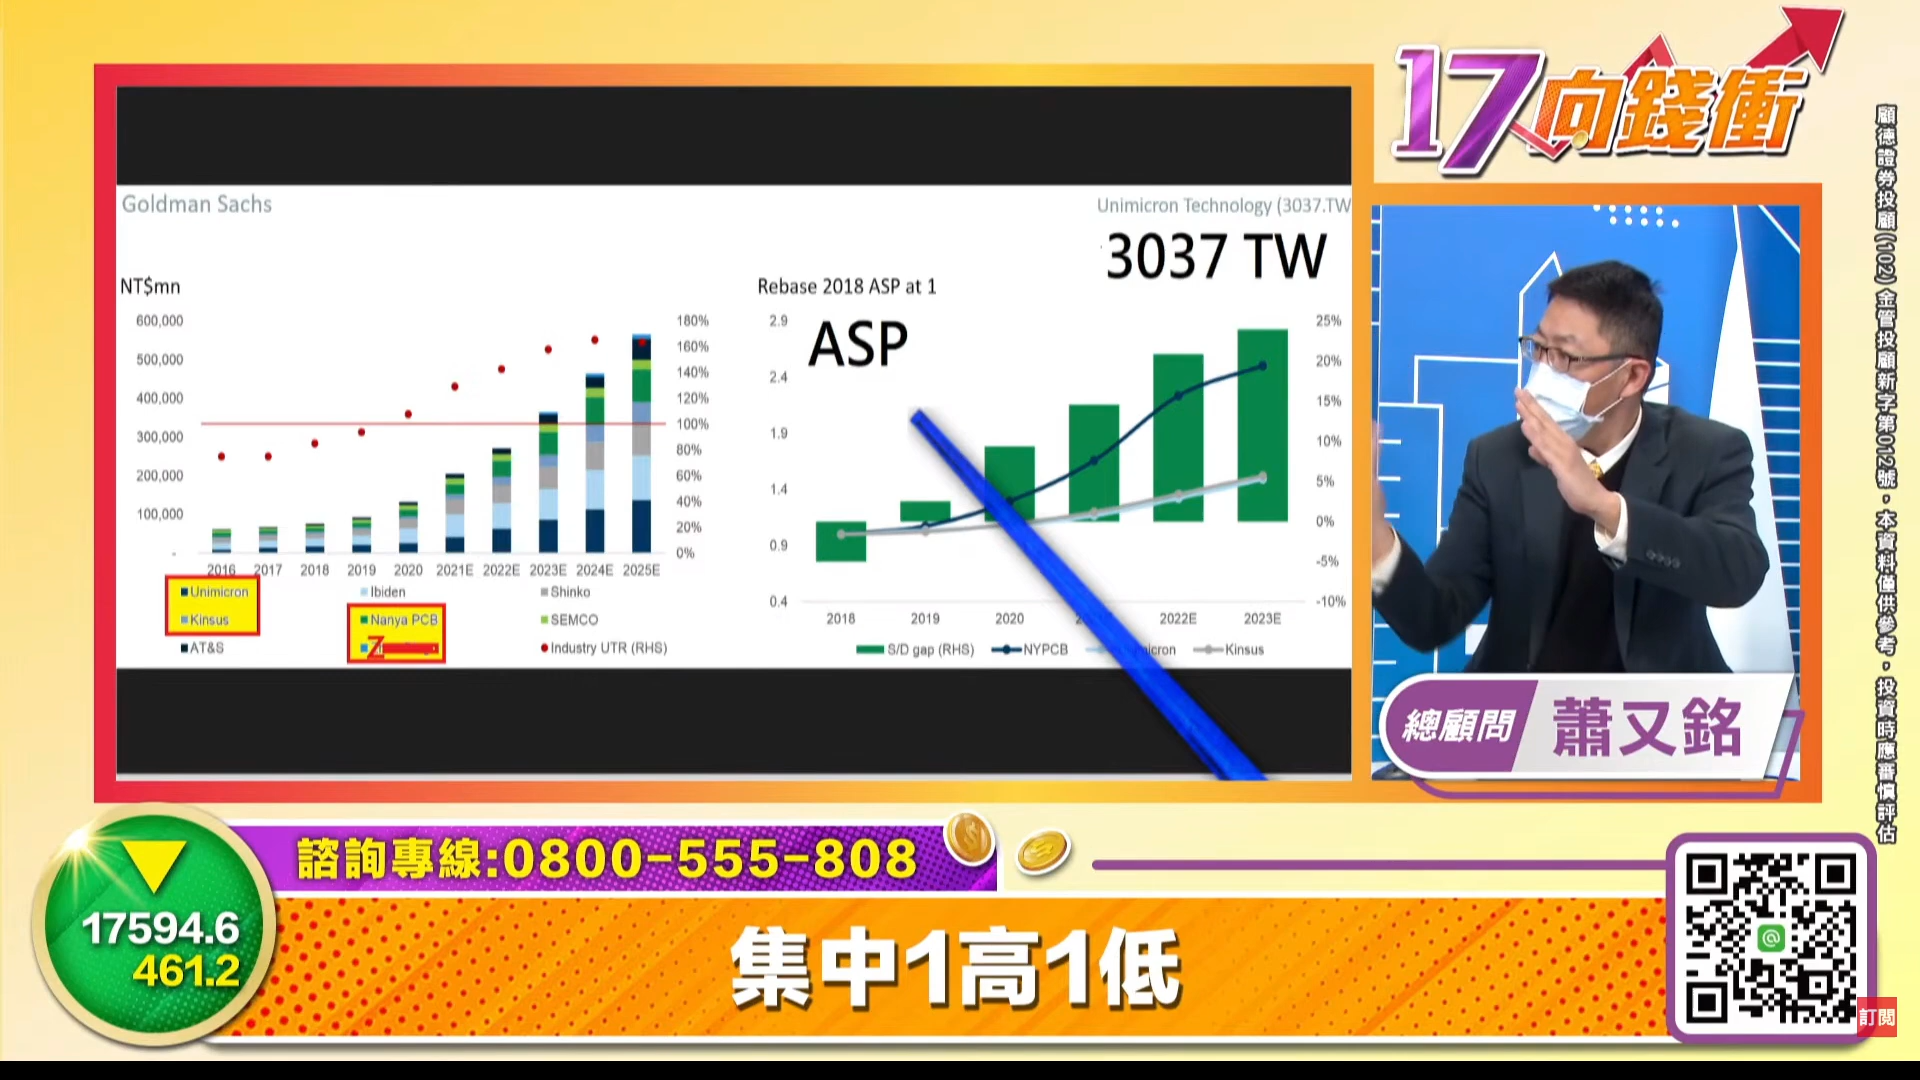 17向錢衝
顧德證券投顧(102)金管投顧新字第012號,本資料僅供參考,投資時應審慎評估
Goldman Sachs
Unimicron Technology (3037.TW
3037 TW
NT$mn
600,000
500,000
400,000
300,000
200,000
100,000
-
180%
160%
140%
120%
100%
80%
60%
40%
20%
0%
2016 2017 2018 2019 2020 2021E 2022E 2023E 2024E 2025E
Unimicron Ibiden Shinko
Kinsus Nanya PCB SEMCO
AT&S Z Industry UTR (RHS)
Rebase 2018 ASP at 1
ASP
2.9
2.4
1.9
1.4
0.9
0.4
25%
20%
15%
10%
5%
0%
-5%
-10%
2018 2019 2020 2022E 2023E
S/D gap (RHS) NYPCB Kinsus
總顧問 蕭又銘
諮詢專線:0800-555-808
17594.6
461.2
集中1高1低
訂閱